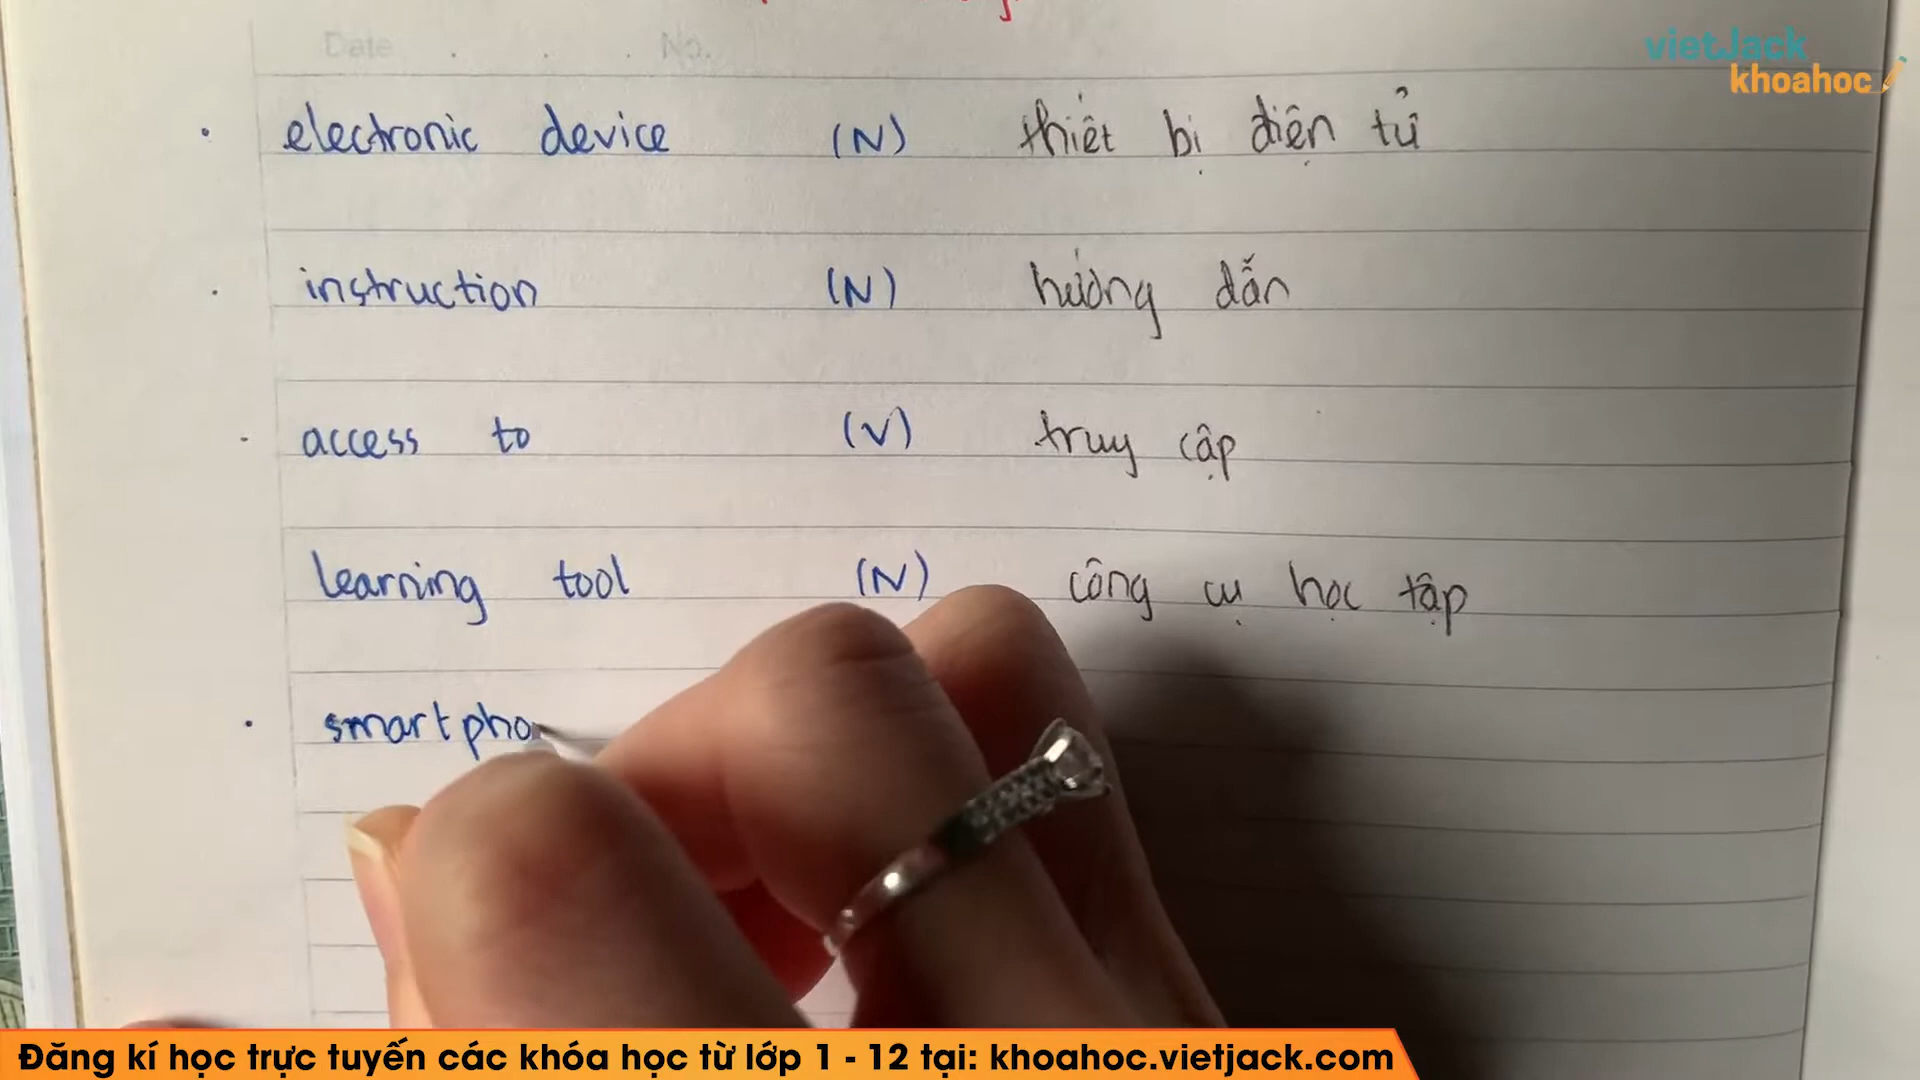 vietJack
khoahoc
Date . . . No.
electronic device (N) thiết bị điện tử
instruction (N) hướng dẫn
access to (V) truy cập
learning tool (N) công cụ học tập
smartpho
Đăng kí học trực tuyến các khóa học từ lớp 1 - 12 tại: khoahoc.vietjack.com